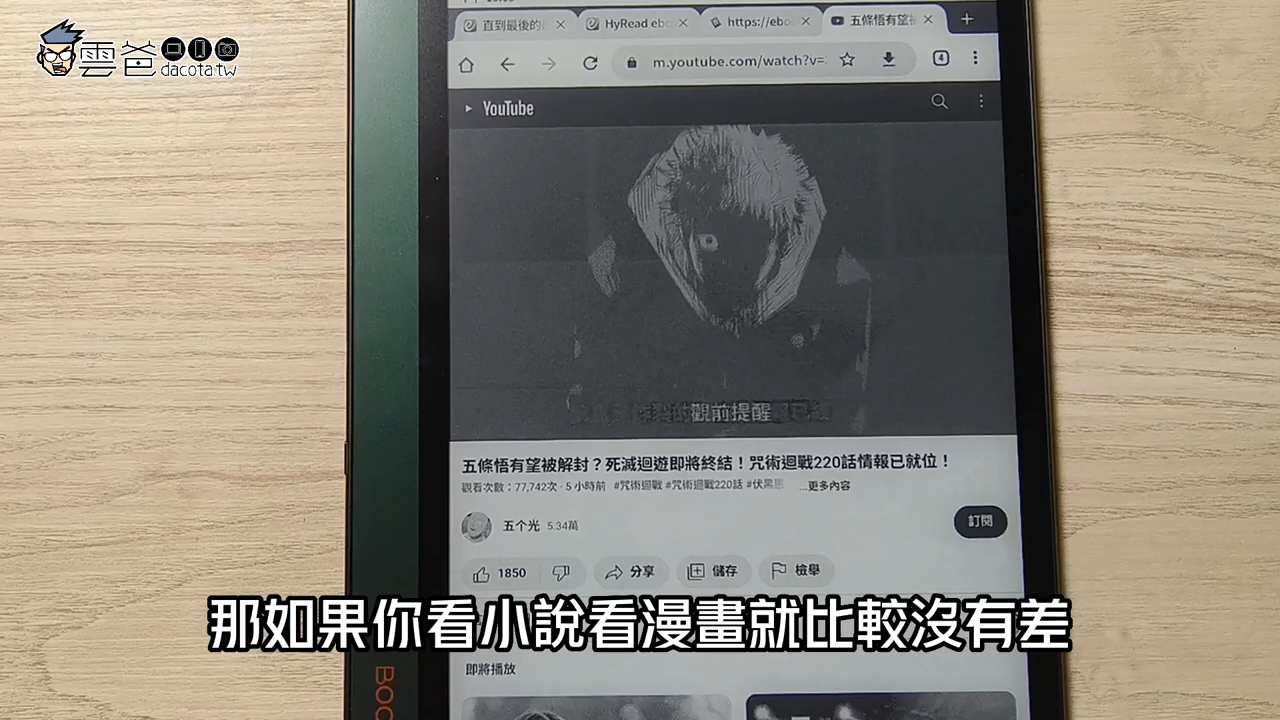 雲爸
dacota.tw
直到最後的
HyRead eb
https://ebo
五條悟有望被
m.youtube.com/watch?v=
4
YouTube
觀前提醒
五條悟有望被解封？死滅迴遊即將終結！咒術迴戰220話情報已就位！
觀看次數：77,742次 · 5 小時前 #咒術迴戰 #咒術迴戰220話 #伏黑惠 ...更多內容
五个光 5.34萬
訂閱
1850
分享
儲存
檢舉
那如果你看小說看漫畫就比較沒有差
即將播放
BOO